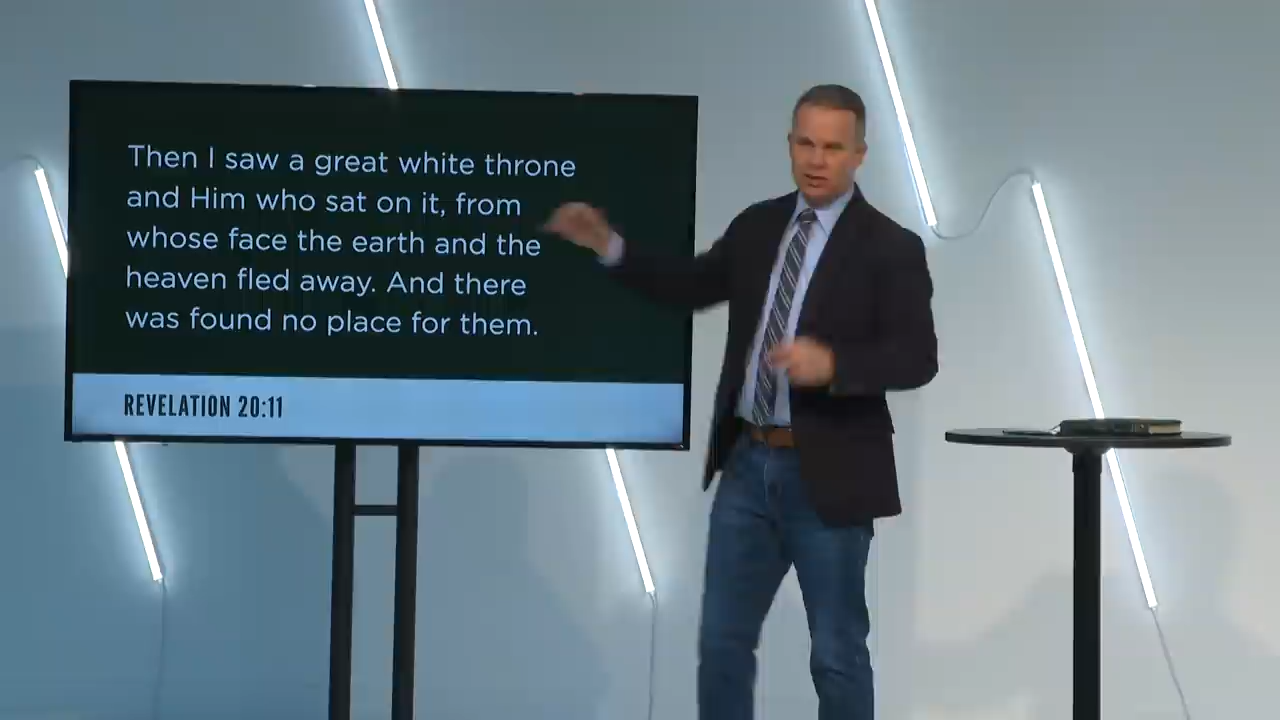 Then I saw a great white throne
and Him who sat on it, from
whose face the earth and the
heaven fled away. And there
was found no place for them.
REVELATION 20:11